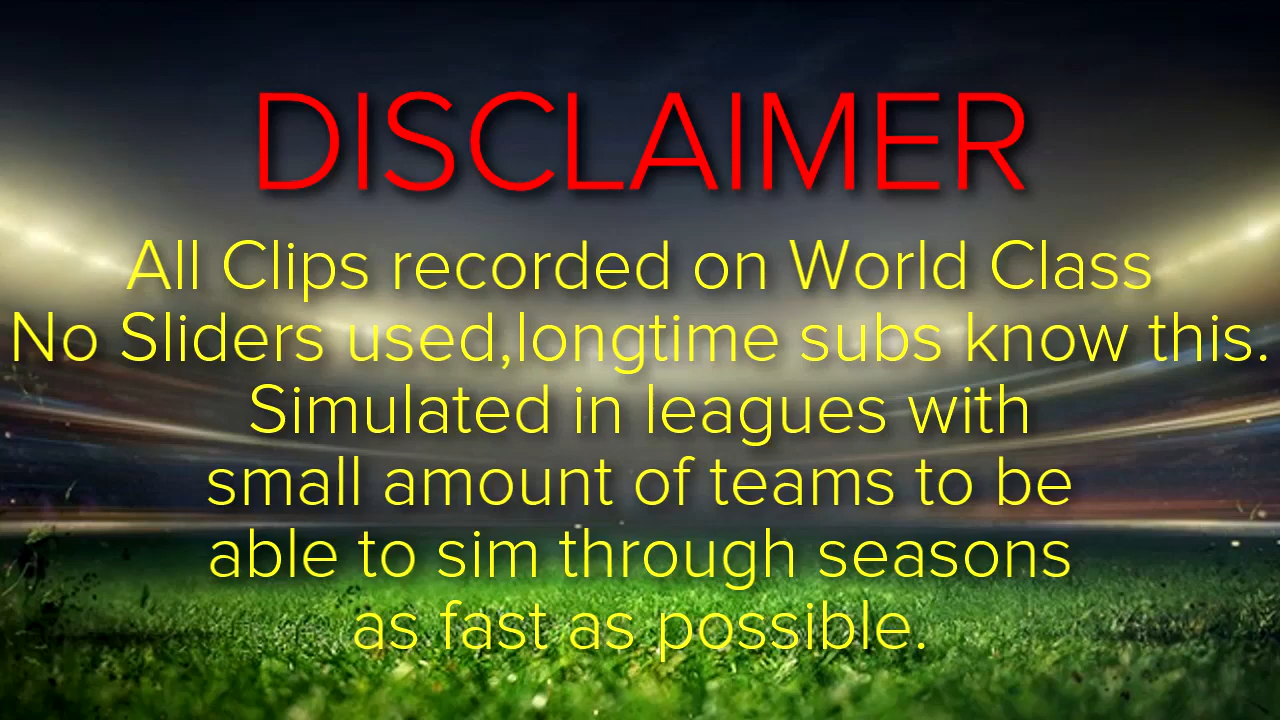 DISCLAIMER
All Clips recorded on World Class
No Sliders used,longtime subs know this.
Simulated in leagues with
small amount of teams to be
able to sim through seasons
as fast as possible.